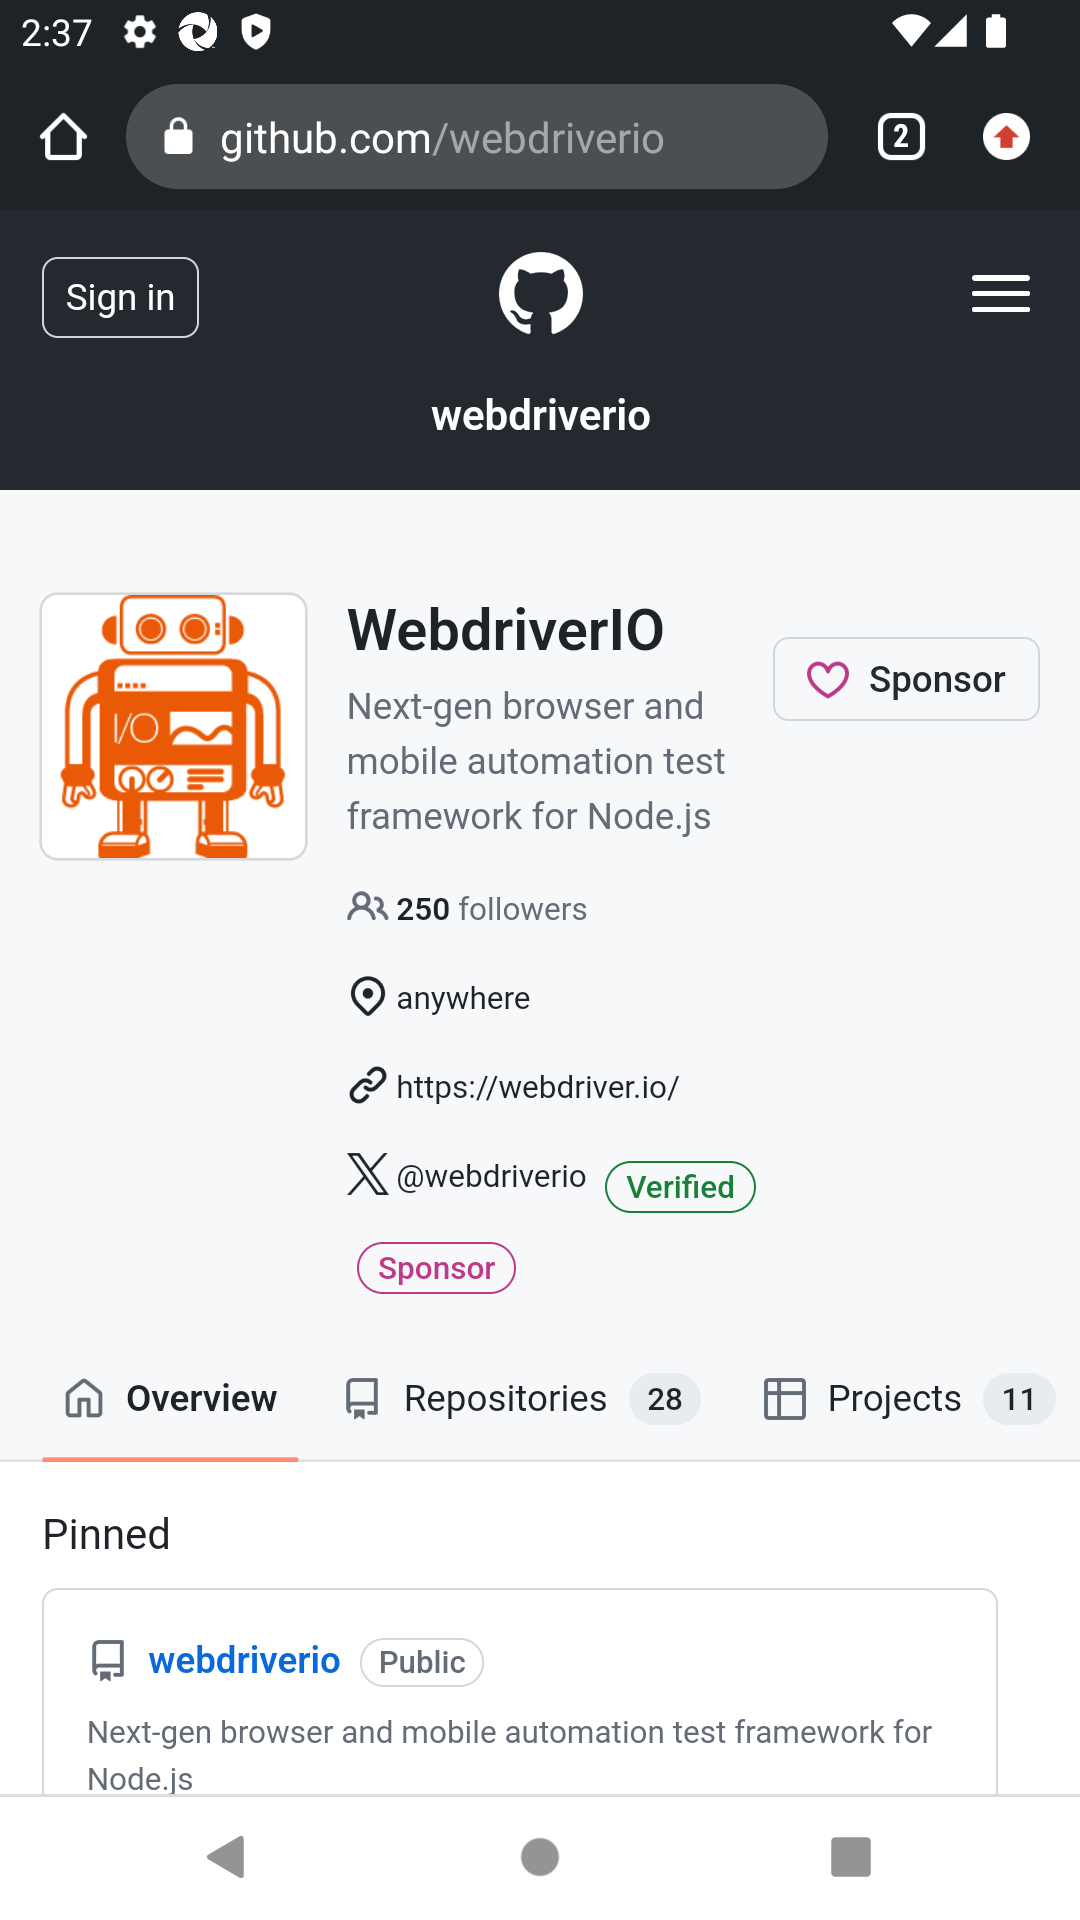 2:37
github.com/webdriverio
2
Sign in
webdriverio
WebdriverIO
Sponsor
Next-gen browser and
mobile automation test
framework for Node.js
250 followers
anywhere
https://webdriver.io/
@webdriverio Verified
Sponsor
Overview Repositories 28 Projects 11
Pinned
webdriverio Public
Next-gen browser and mobile automation test framework for
Node.js
I/O